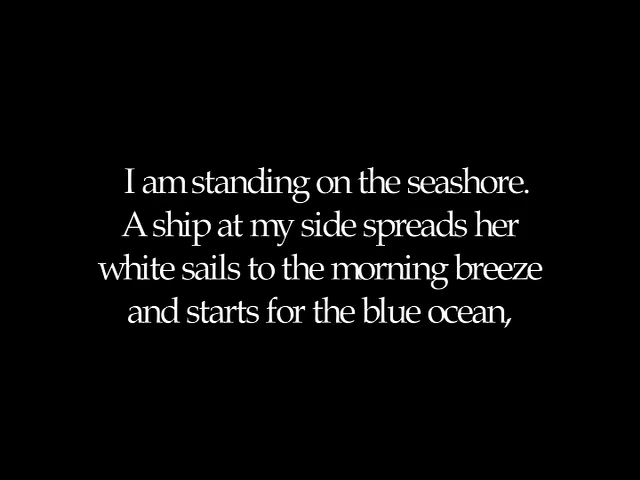 I am standing on the seashore.
A ship at my side spreads her
white sails to the morning breeze
and starts for the blue ocean,